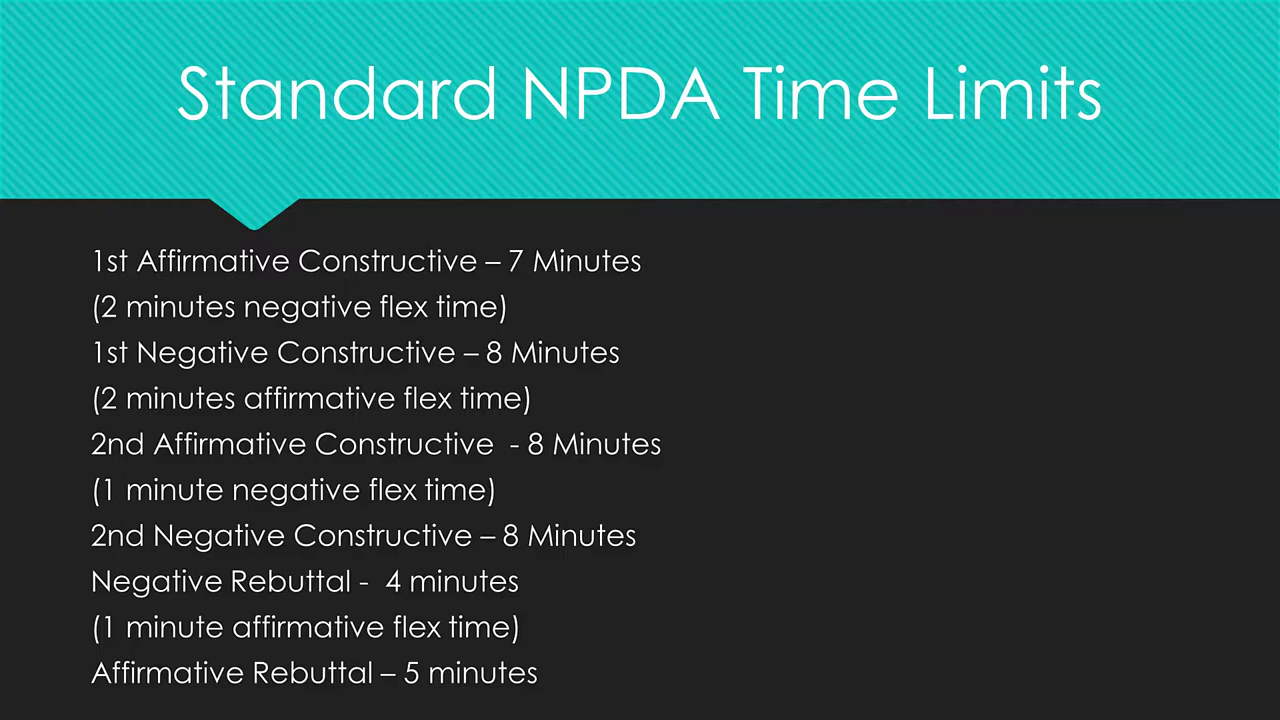 Standard NPDA Time Limits
1st Affirmative Constructive – 7 Minutes
(2 minutes negative flex time)
1st Negative Constructive – 8 Minutes
(2 minutes affirmative flex time)
2nd Affirmative Constructive  - 8 Minutes
(1 minute negative flex time)
2nd Negative Constructive – 8 Minutes
Negative Rebuttal -  4 minutes
(1 minute affirmative flex time)
Affirmative Rebuttal – 5 minutes